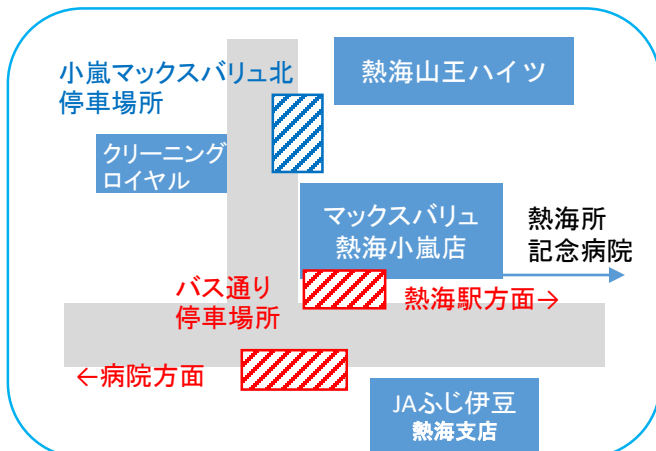 小嵐マックスバリュ北
停車場所
熱海山王ハイツ
クリーニング
ロイヤル
マックスバリュ
熱海小嵐店
熱海所
記念病院
バス通り
停車場所
熱海駅方面→
←病院方面
JAふじ伊豆
熱海支店